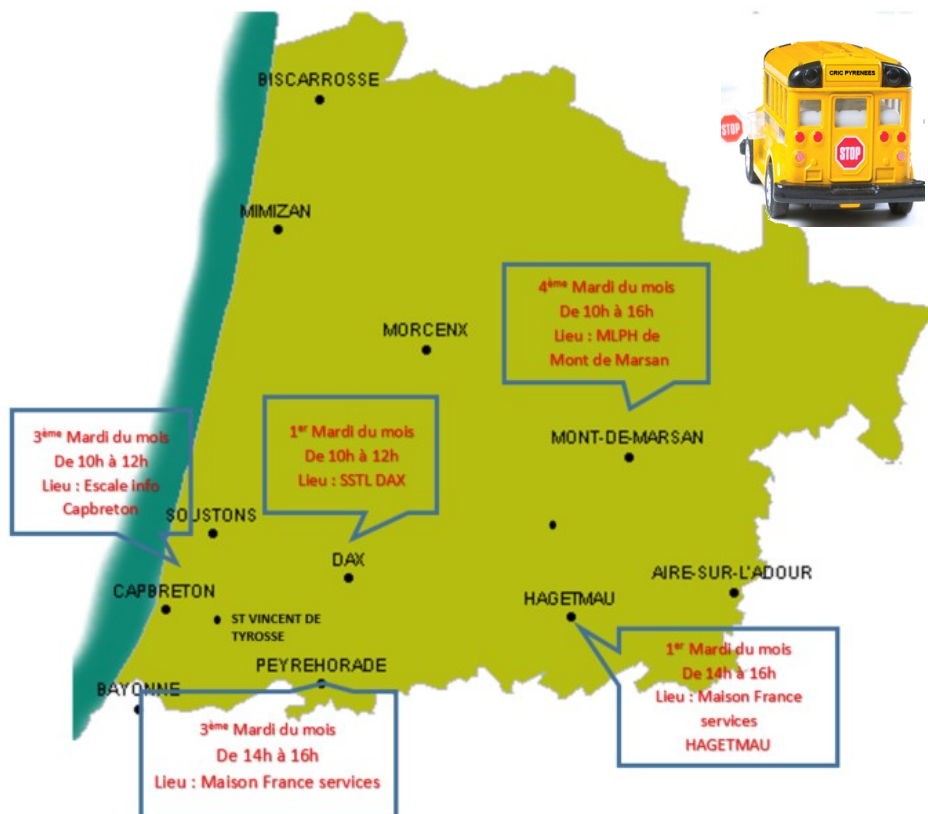 BISCARROSSE
CRIC PYRENEES
STOP
STOP
MIMIZAN
4ème Mardi du mois
De 10h à 16h
Lieu : MLPH de
Mont de Marsan
MORCENX
3ème Mardi du mois
De 10h à 12h
Lieu : Escale info
Capbreton
1er Mardi du mois
De 10h à 12h
Lieu : SSTL DAX
MONT-DE-MARSAN
SOUSTONS
DAX
CAPBRETON
ST VINCENT DE
TYROSSE
HAGETMAU
AIRE-SUR-L'ADOUR
PEYREHORADE
BAYONNE
1er Mardi du mois
De 14h à 16h
Lieu : Maison France
services
HAGETMAU
3ème Mardi du mois
De 14h à 16h
Lieu : Maison France services